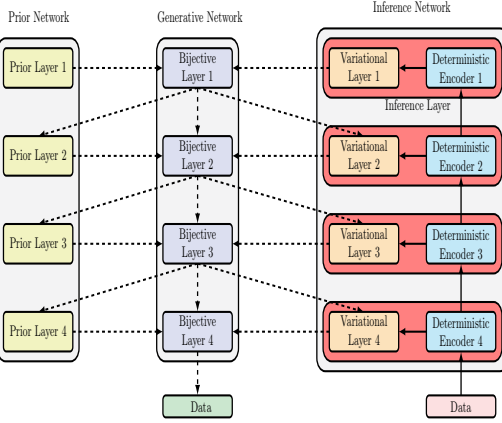 Inference Network
Prior Network
Generative Network
Prior Layer 1
Bijective
Layer 1
Variational
Layer 1
Deterministic
Encoder 1
Inference Layer
Prior Layer 2
Bijective
Layer 2
Variational
Layer 2
Deterministic
Encoder 2
Prior Layer 3
Bijective
Layer 3
Variational
Layer 3
Deterministic
Encoder 3
Prior Layer 4
Bijective
Layer 4
Variational
Layer 4
Deterministic
Encoder 4
Data
Data